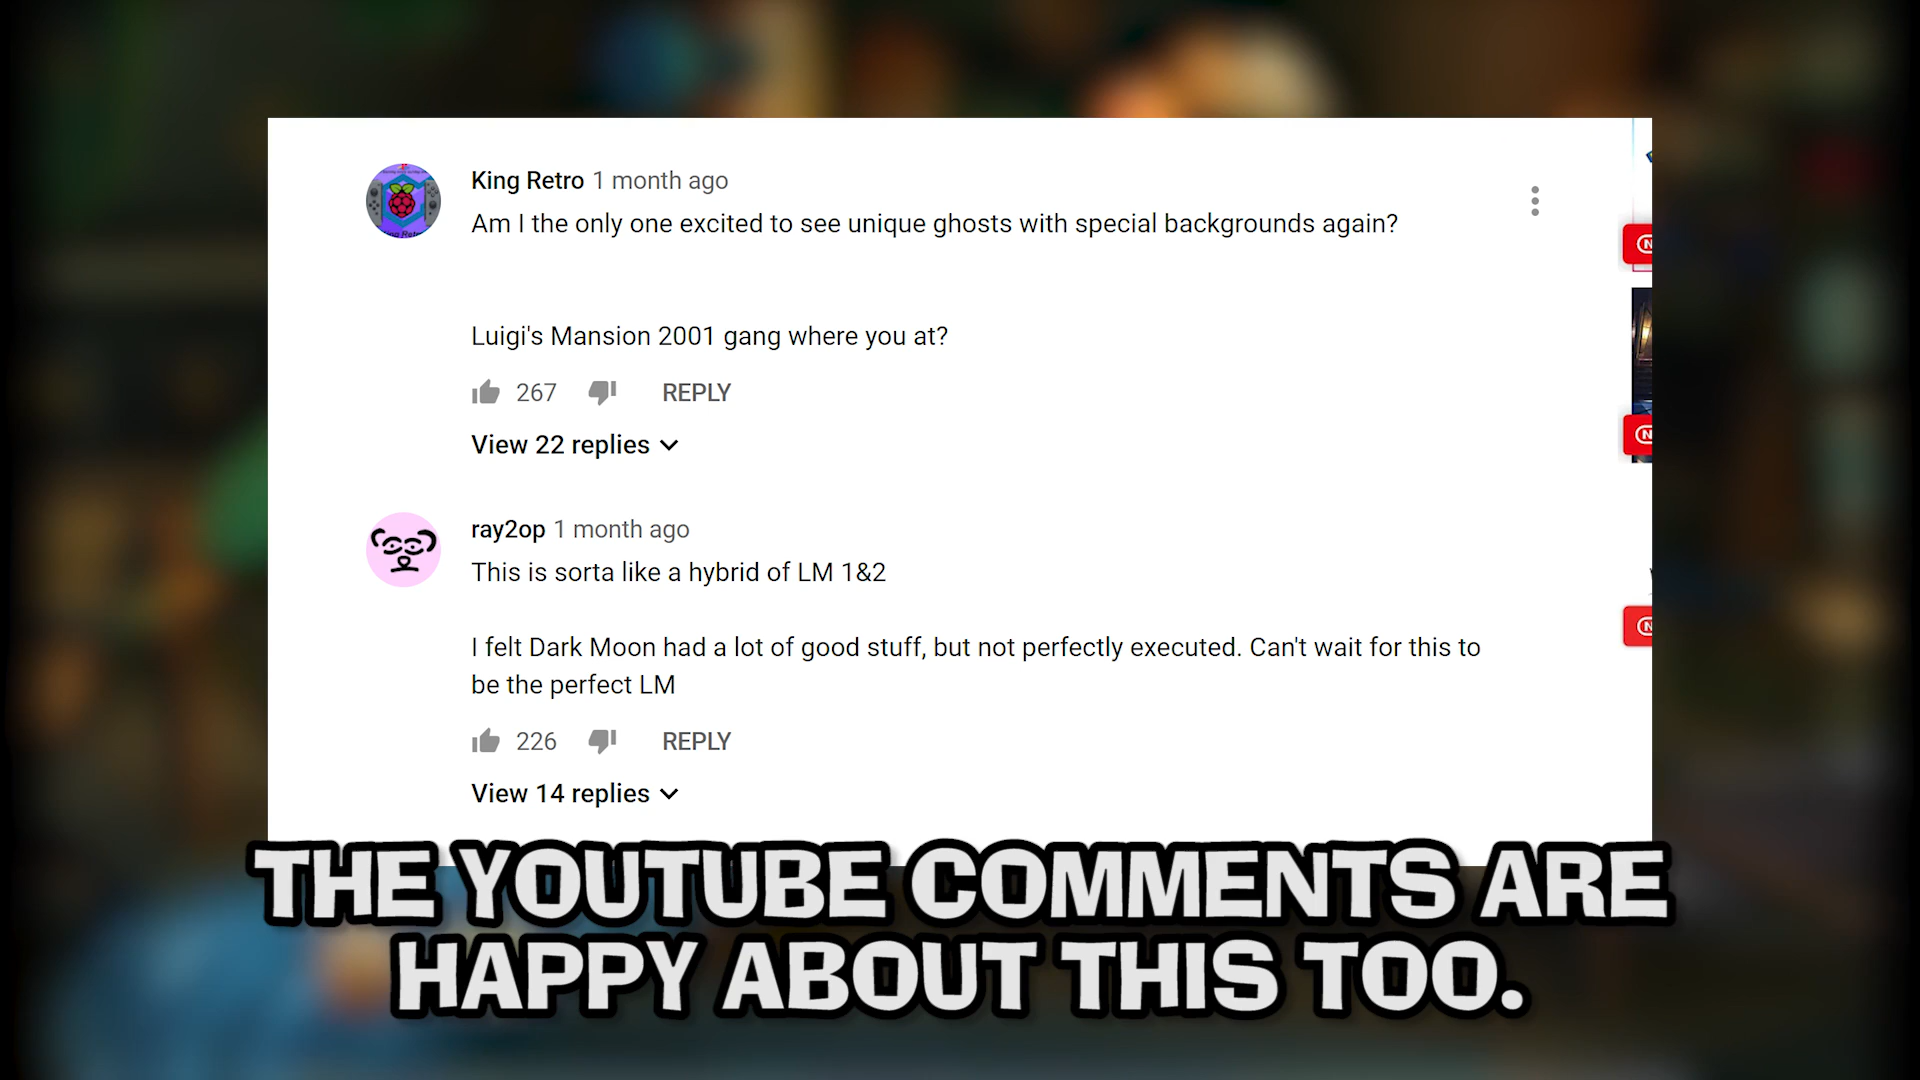 King Retro 1 month ago
Am I the only one excited to see unique ghosts with special backgrounds again?
Luigi's Mansion 2001 gang where you at?
267 REPLY
View 22 replies
ray2op 1 month ago
This is sorta like a hybrid of LM 1&2
I felt Dark Moon had a lot of good stuff, but not perfectly executed. Can't wait for this to
be the perfect LM
226 REPLY
View 14 replies
THE YOUTUBE COMMENTS ARE
HAPPY ABOUT THIS TOO.